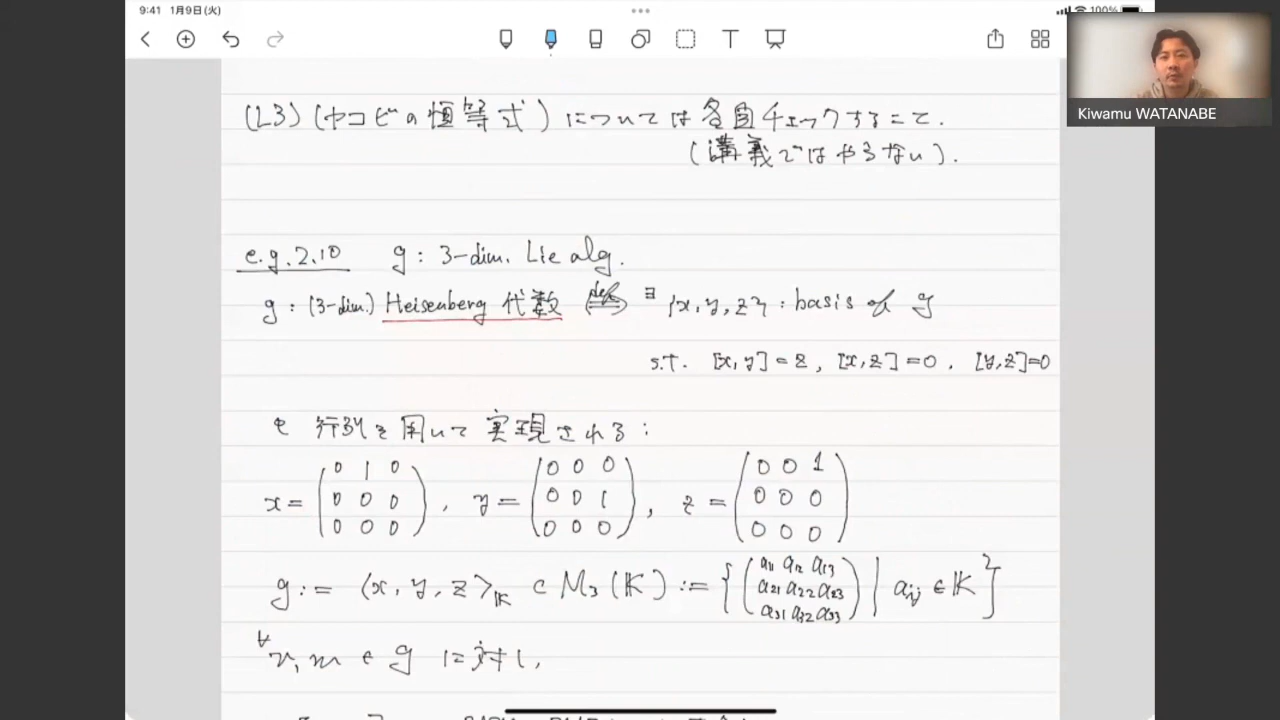 9:41 1月9日(火)
100%
Kiwamu WATANABE
(L3) (ヤコビの恒等式) については各自チェックすること.
(講義ではやらない).
e.g.2.10 g : 3-dim. Lie alg.
g : (3-dim.) Heisenberg 代数 ⇔def ∃{x, y, z} : basis of g
s.t. [x,y]=z, [x,z]=0, [y,z]=0
行列を用いて実現される:
x = (0 1 0 / 0 0 0 / 0 0 0), y = (0 0 0 / 0 0 1 / 0 0 0), z = (0 0 1 / 0 0 0 / 0 0 0)
g := ⟨x, y, z⟩𝕂 ⊂ M₃(𝕂) := {(a₁₁ a₁₂ a₁₃ / a₂₁ a₂₂ a₂₃ / a₃₁ a₃₂ a₃₃) | aᵢⱼ ∈ 𝕂}
∀v, w ∈ g に対し,